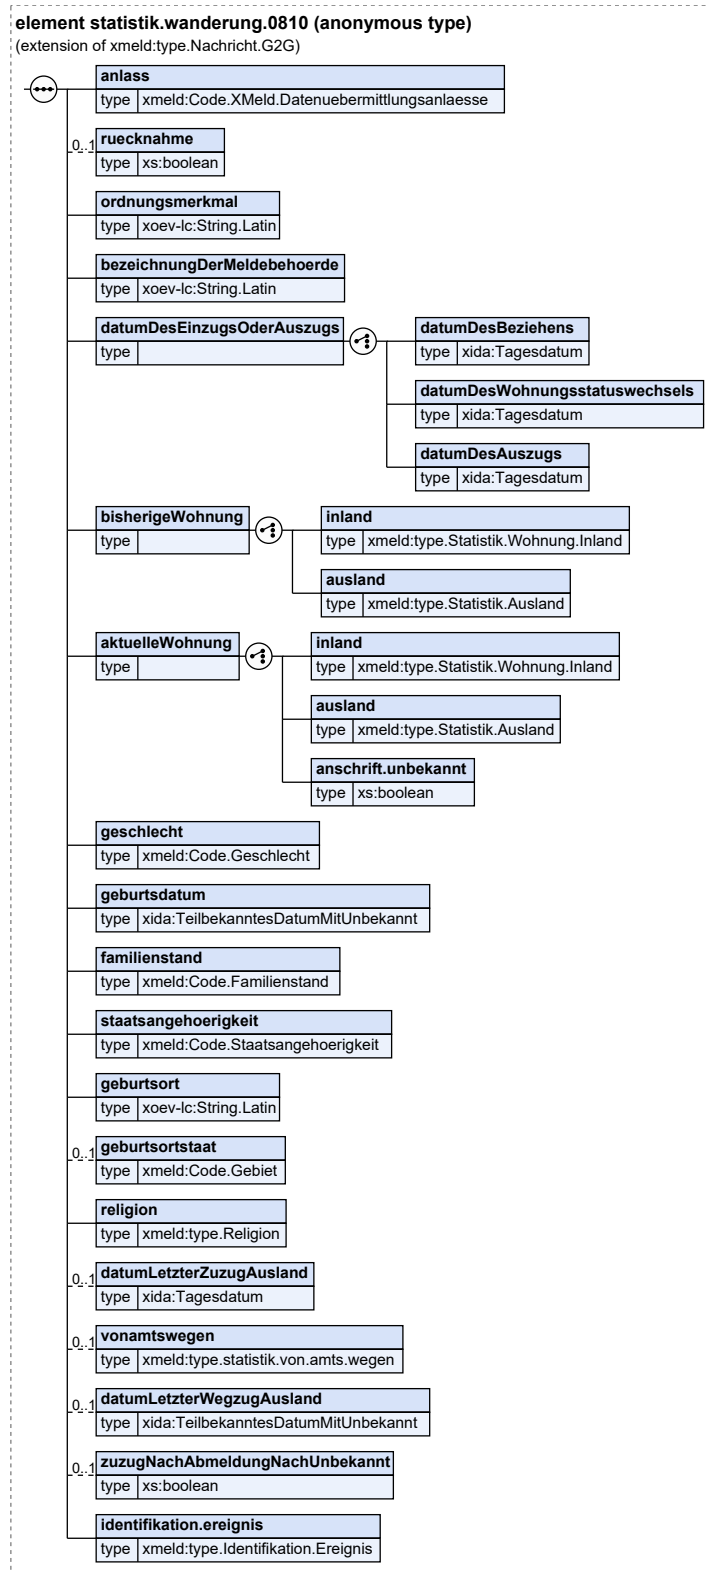 element statistik.wanderung.0810 (anonymous type)
(extension of xmeld:type.Nachricht.G2G)
anlass
type xmeld:Code.XMeld.Datenuebermittlungsanlaesse
0..1 ruecknahme
type xs:boolean
ordnungsmerkmal
type xoev-lc:String.Latin
bezeichnungDerMeldebehoerde
type xoev-lc:String.Latin
datumDesEinzugsOderAuszugs
type
datumDesBeziehens
type xida:Tagesdatum
datumDesWohnungsstatuswechsels
type xida:Tagesdatum
datumDesAuszugs
type xida:Tagesdatum
bisherigeWohnung
type
inland
type xmeld:type.Statistik.Wohnung.Inland
ausland
type xmeld:type.Statistik.Ausland
aktuelleWohnung
type
inland
type xmeld:type.Statistik.Wohnung.Inland
ausland
type xmeld:type.Statistik.Ausland
anschrift.unbekannt
type xs:boolean
geschlecht
type xmeld:Code.Geschlecht
geburtsdatum
type xida:TeilbekanntesDatumMitUnbekannt
familienstand
type xmeld:Code.Familienstand
staatsangehoerigkeit
type xmeld:Code.Staatsangehoerigkeit
geburtsort
type xoev-lc:String.Latin
0..1 geburtsortstaat
type xmeld:Code.Gebiet
religion
type xmeld:type.Religion
0..1 datumLetzterZuzugAusland
type xida:Tagesdatum
0..1 vonamtswegen
type xmeld:type.statistik.von.amts.wegen
0..1 datumLetzterWegzugAusland
type xida:TeilbekanntesDatumMitUnbekannt
0..1 zuzugNachAbmeldungNachUnbekannt
type xs:boolean
identifikation.ereignis
type xmeld:type.Identifikation.Ereignis